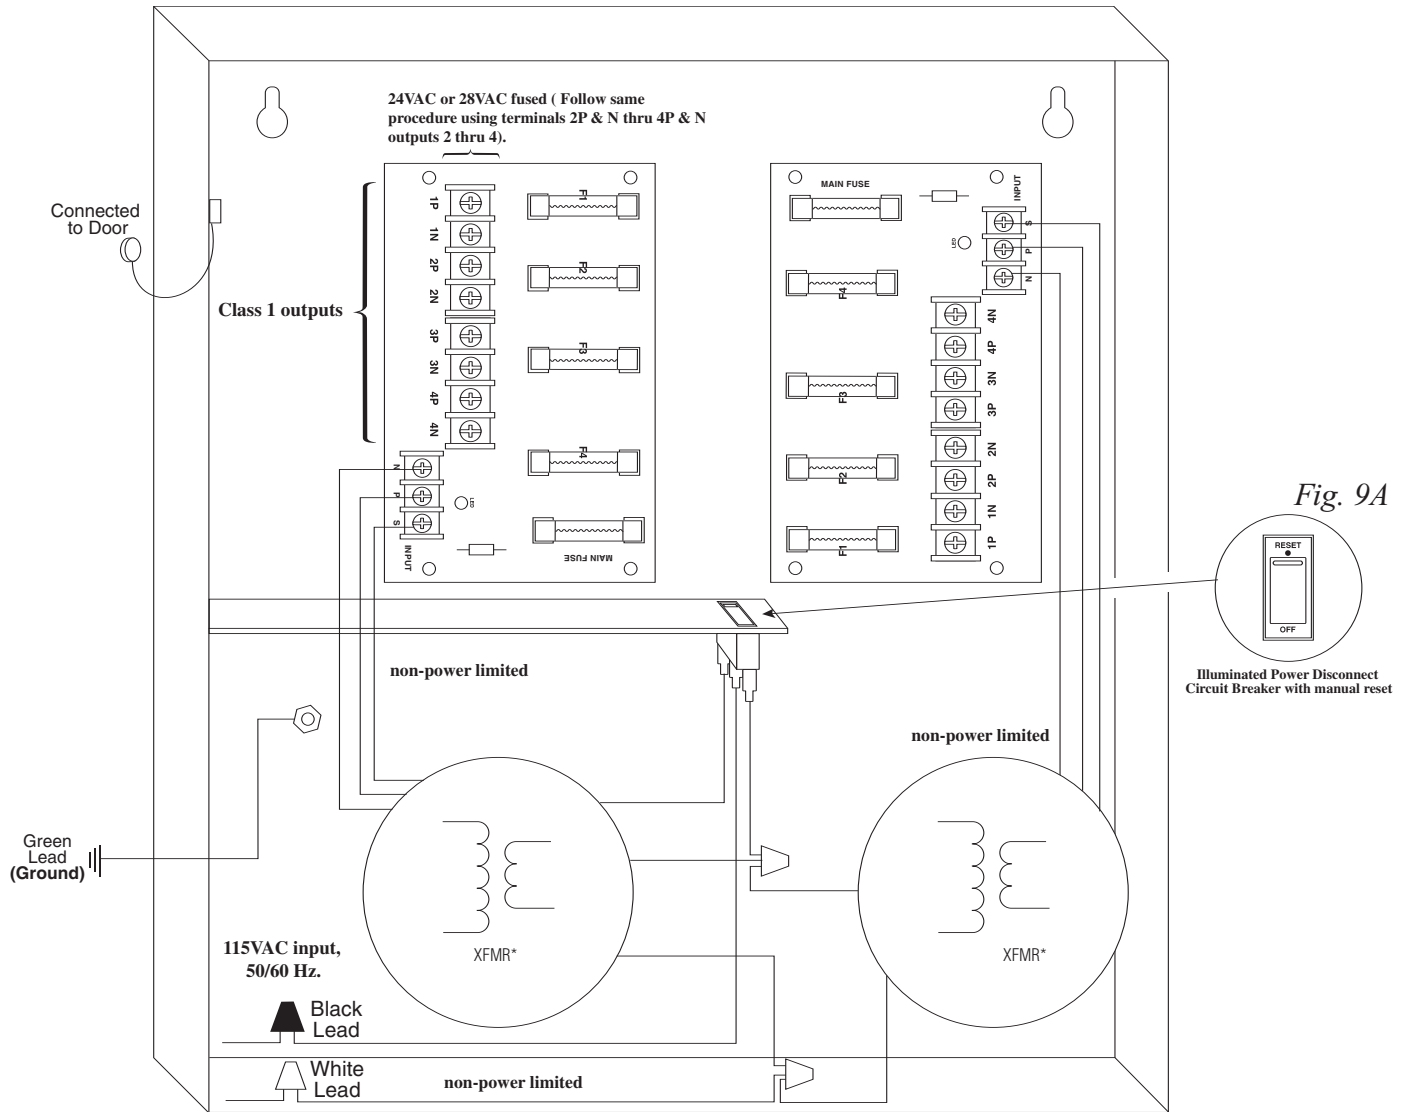 24VAC or 28VAC fused ( Follow same
procedure using terminals 2P & N thru 4P & N
outputs 2 thru 4).
Connected
to Door
Class 1 outputs
1P
1N
2P
2N
3P
3N
4P
4N
N
P
S
INPUT
LED
F1
F2
F3
F4
MAIN FUSE
MAIN FUSE
F4
F3
F2
F1
INPUT
S
P
N
LED
4N
4P
3N
3P
2N
2P
1N
1P
Fig. 9A
RESET
OFF
Illuminated Power Disconnect
Circuit Breaker with manual reset
non-power limited
non-power limited
Green
Lead
(Ground)
XFMR*
XFMR*
115VAC input,
50/60 Hz.
Black
Lead
White
Lead
non-power limited